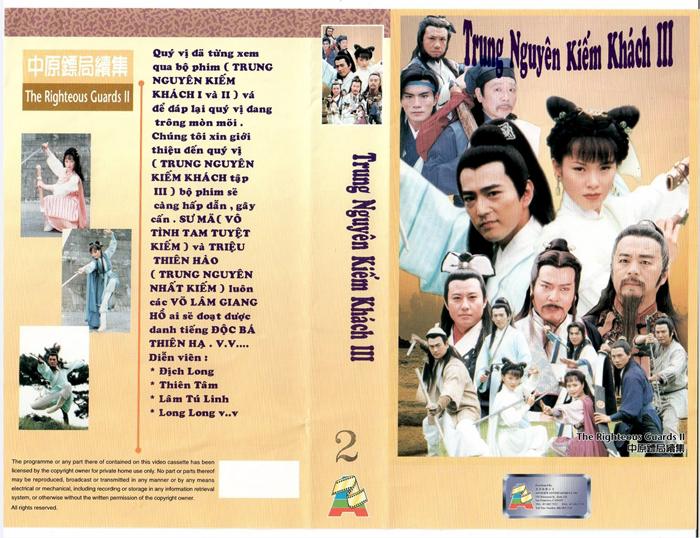 中原鏢局續集
The Righteous Guards II
Quý vị đã từng xem
qua bộ phim ( TRUNG
NGUYÊN KIẾM
KHÁCH I và II ) vá
để đáp lại quý vị đang
trông mòn mỏi .
Chúng tôi xin giới
thiệu đến quý vị
( TRUNG NGUYÊN
KIẾM KHÁCH tập
III ) bộ phim sẽ
càng hấp dẫn , gây
cấn . SƯ MÃ ( VÔ
TÌNH TAM TUYỆT
KIẾM ) và TRIỆU
THIÊN HÀO
( TRUNG NGUYÊN
NHẤT KIẾM ) luôn
các VÕ LÂM GIANG
HỒ ai sẽ đoạt dược
danh tiếng ĐỘC BÁ
THIÊN HẠ . V.V....
Diễn viên :
* Địch Long
* Thiên Tâm
* Lâm Tú Linh
* Long Long v..v
The programme or any part there of contained on this video cassette has been
licensed by the copyright owner for private home use only. No part or parts thereof
may be reproduced, broadcast or transmitted in any manner or by any means
electrical or mechanical, including recording or storage in any information retrieval
system, or otherwise without the written permission of the copyright owner.
All rights reserved.
Trung Nguyên Kiếm Khách III
2
A
Trung Nguyên Kiếm Khách III
The Righteous Guards II
中原鏢局續集